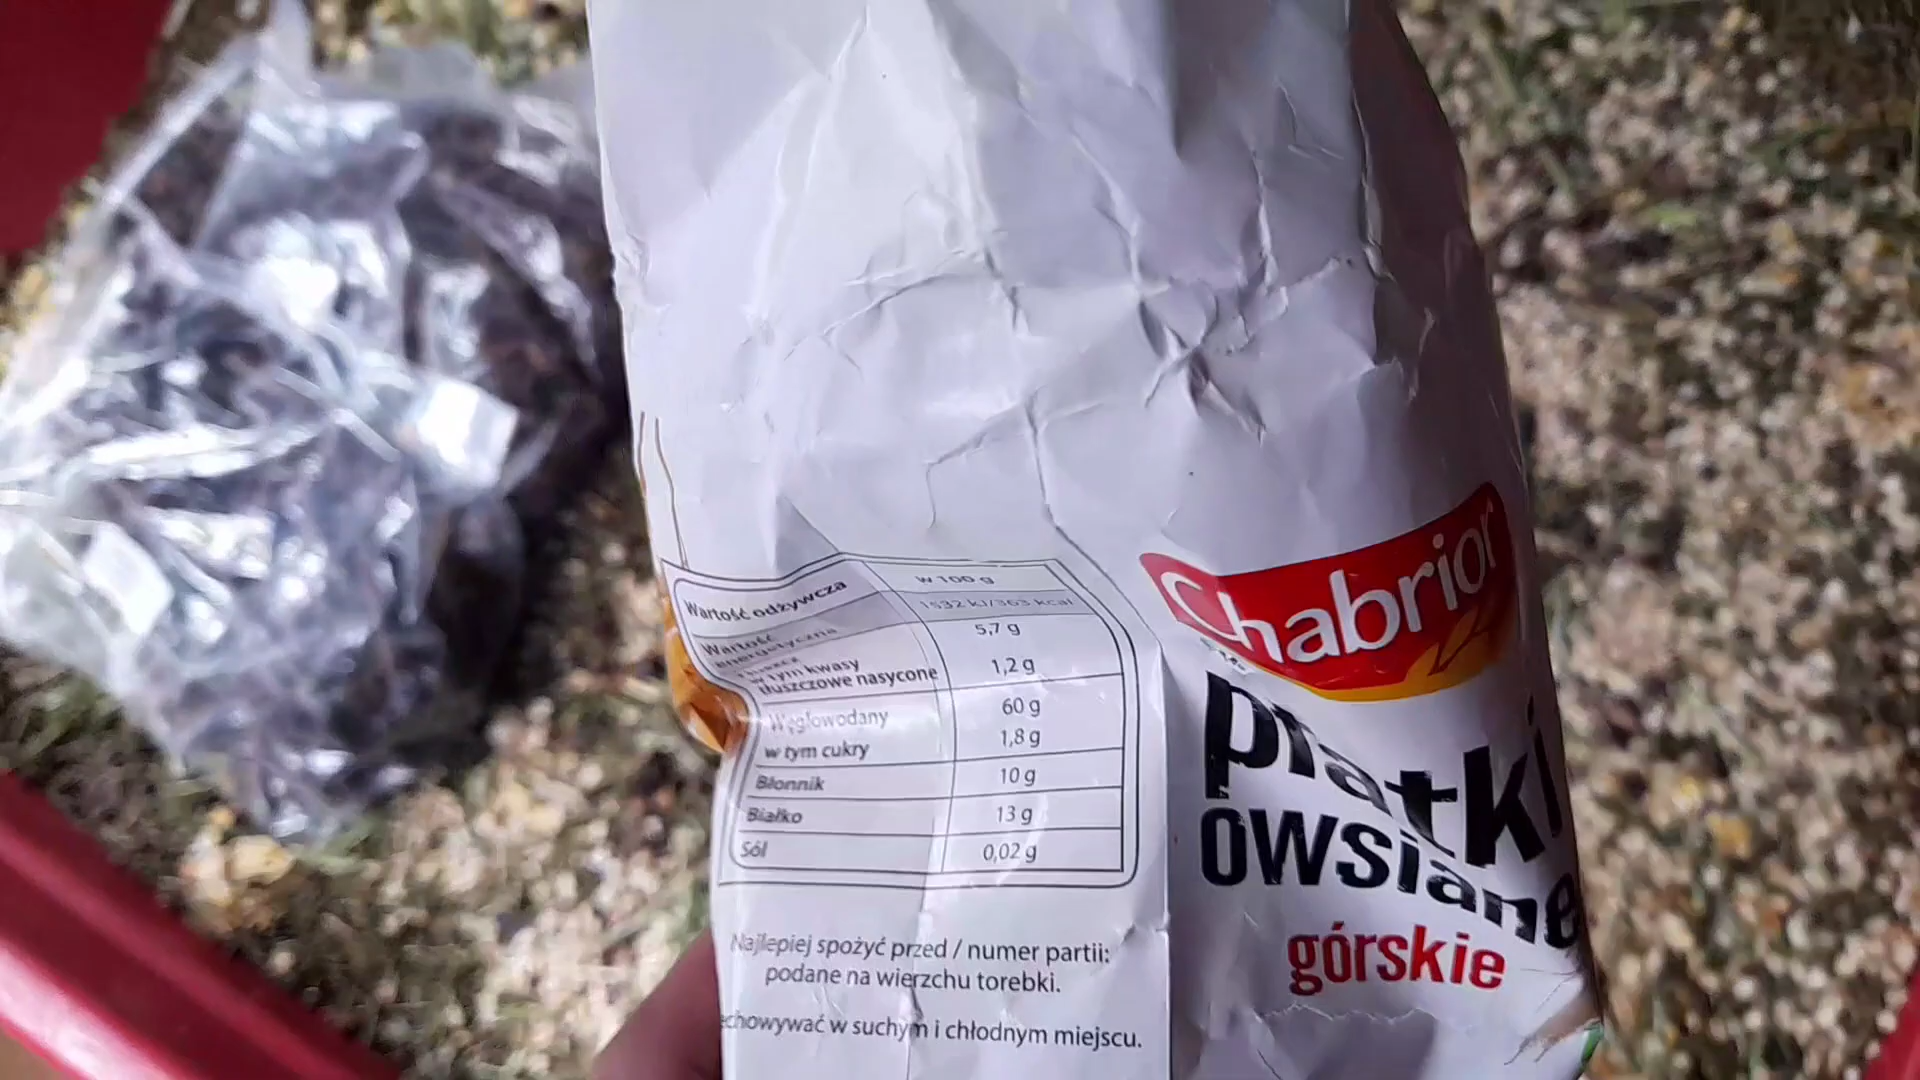 Wartość odżywcza
w 100 g
Wartość
energetyczna
1532 kJ/363 kcal
Tłuszcz
5,7 g
w tym kwasy
tłuszczowe nasycone
1,2 g
Węglowodany
60 g
w tym cukry
1,8 g
Błonnik
10 g
Białko
13 g
Sól
0,02 g
Najlepiej spożyć przed / numer partii:
podane na wierzchu torebki.
echowywać w suchym i chłodnym miejscu.
Chabrior
płatki
owsiane
górskie